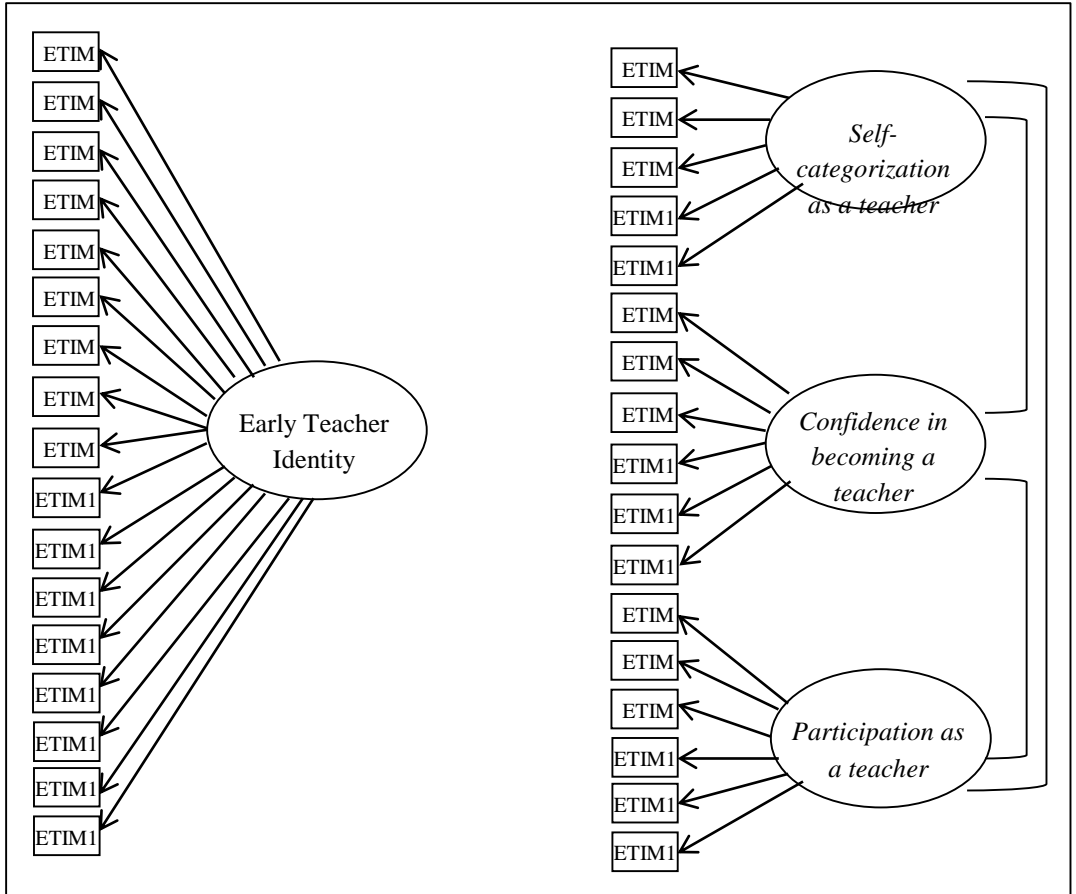 ETIM
ETIM
ETIM
ETIM
ETIM
ETIM
ETIM
ETIM
ETIM
ETIM1
ETIM1
ETIM1
ETIM1
ETIM1
ETIM1
ETIM1
ETIM1
Early Teacher
Identity
ETIM
ETIM
ETIM
ETIM1
ETIM1
Self-
categorization
as a teacher
ETIM
ETIM
ETIM
ETIM1
ETIM1
ETIM1
Confidence in
becoming a
teacher
ETIM
ETIM
ETIM
ETIM1
ETIM1
ETIM1
Participation as
a teacher